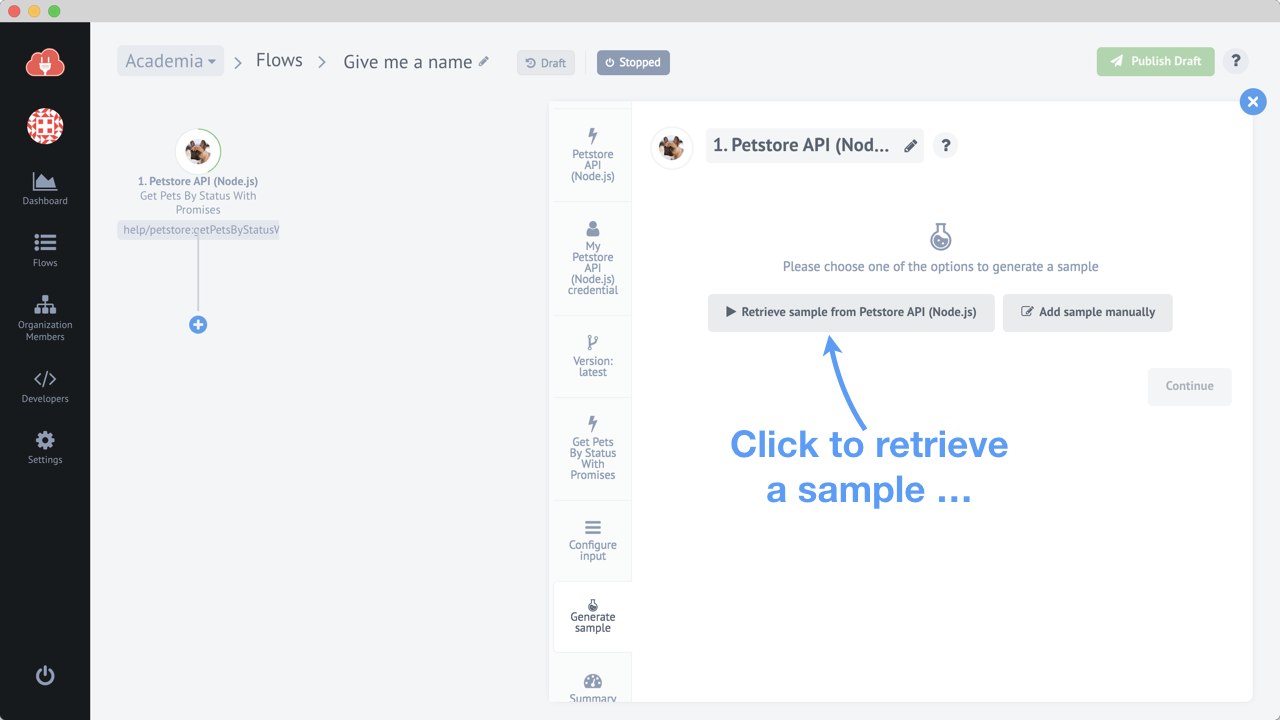 Academia
Flows
Give me a name
Draft
Stopped
Publish Draft
?
Dashboard
Flows
Organization
Members
Developers
Settings
1. Petstore API (Node.js)
Get Pets By Status With
Promises
help/petstore:getPetsByStatusW
Petstore
API
(Node.js)
My
Petstore
API
(Node.js)
credential
Version:
latest
Get Pets
By Status
With
Promises
Configure
input
Generate
sample
Summary
1. Petstore API (Nod...
?
Please choose one of the options to generate a sample
Retrieve sample from Petstore API (Node.js)
Add sample manually
Continue
Click to retrieve
a sample ...